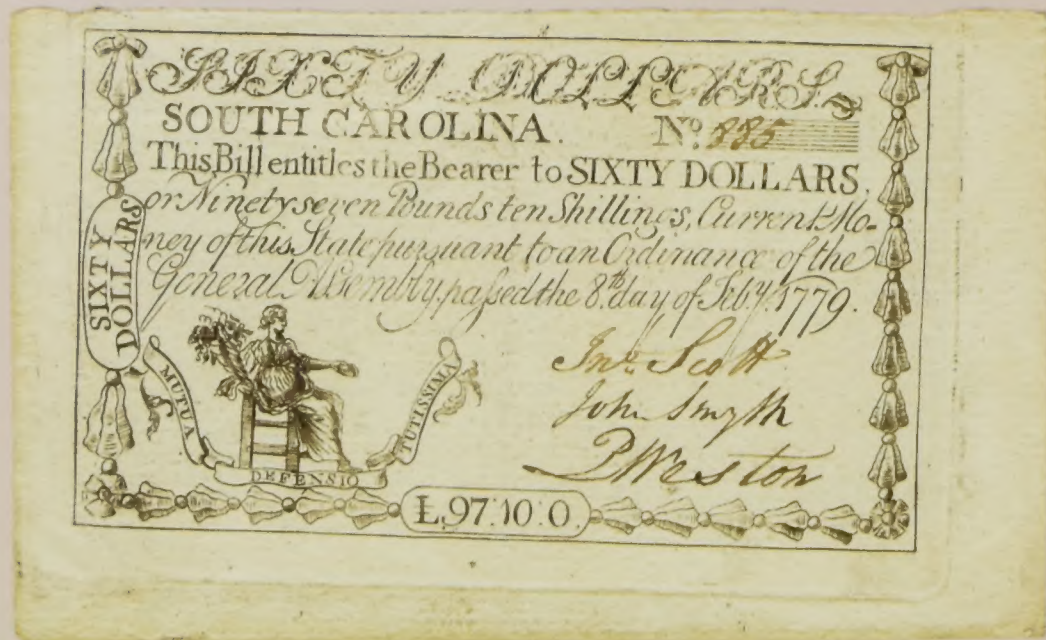 SIXTY DOLLARS
SOUTH CAROLINA. No. 885
This Bill entitles the Bearer to SIXTY DOLLARS,
or Ninety seven Pounds ten Shillings, Current Mo-
ney of this State pursuant to an Ordinance of the
General Assembly, passed the 8th. day of Feby. 1779.
SIXTY
DOLLARS
MUTUA
DEFENSIO
TUTISSIMA
Jno. Scott
John Smyth
P Weston
£,97:10:0.